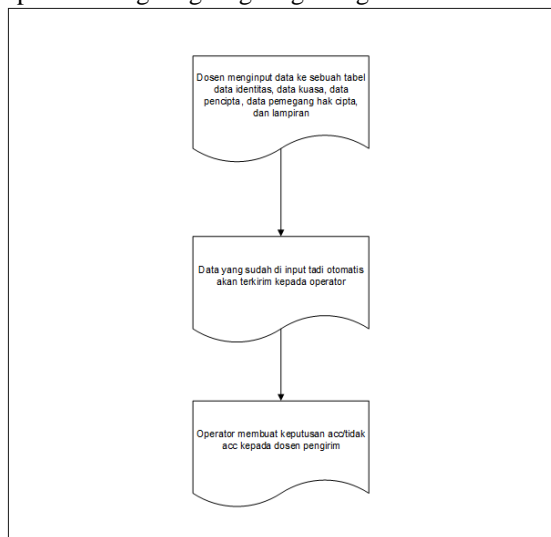 Dosen menginput data ke sebuah tabel
data identitas, data kuasa, data
pencipta, data pemegang hak cipta,
dan lampiran
Data yang sudah di input tadi otomatis
akan terkirim kepada operator
Operator membuat keputusan acc/tidak
acc kepada dosen pengirim